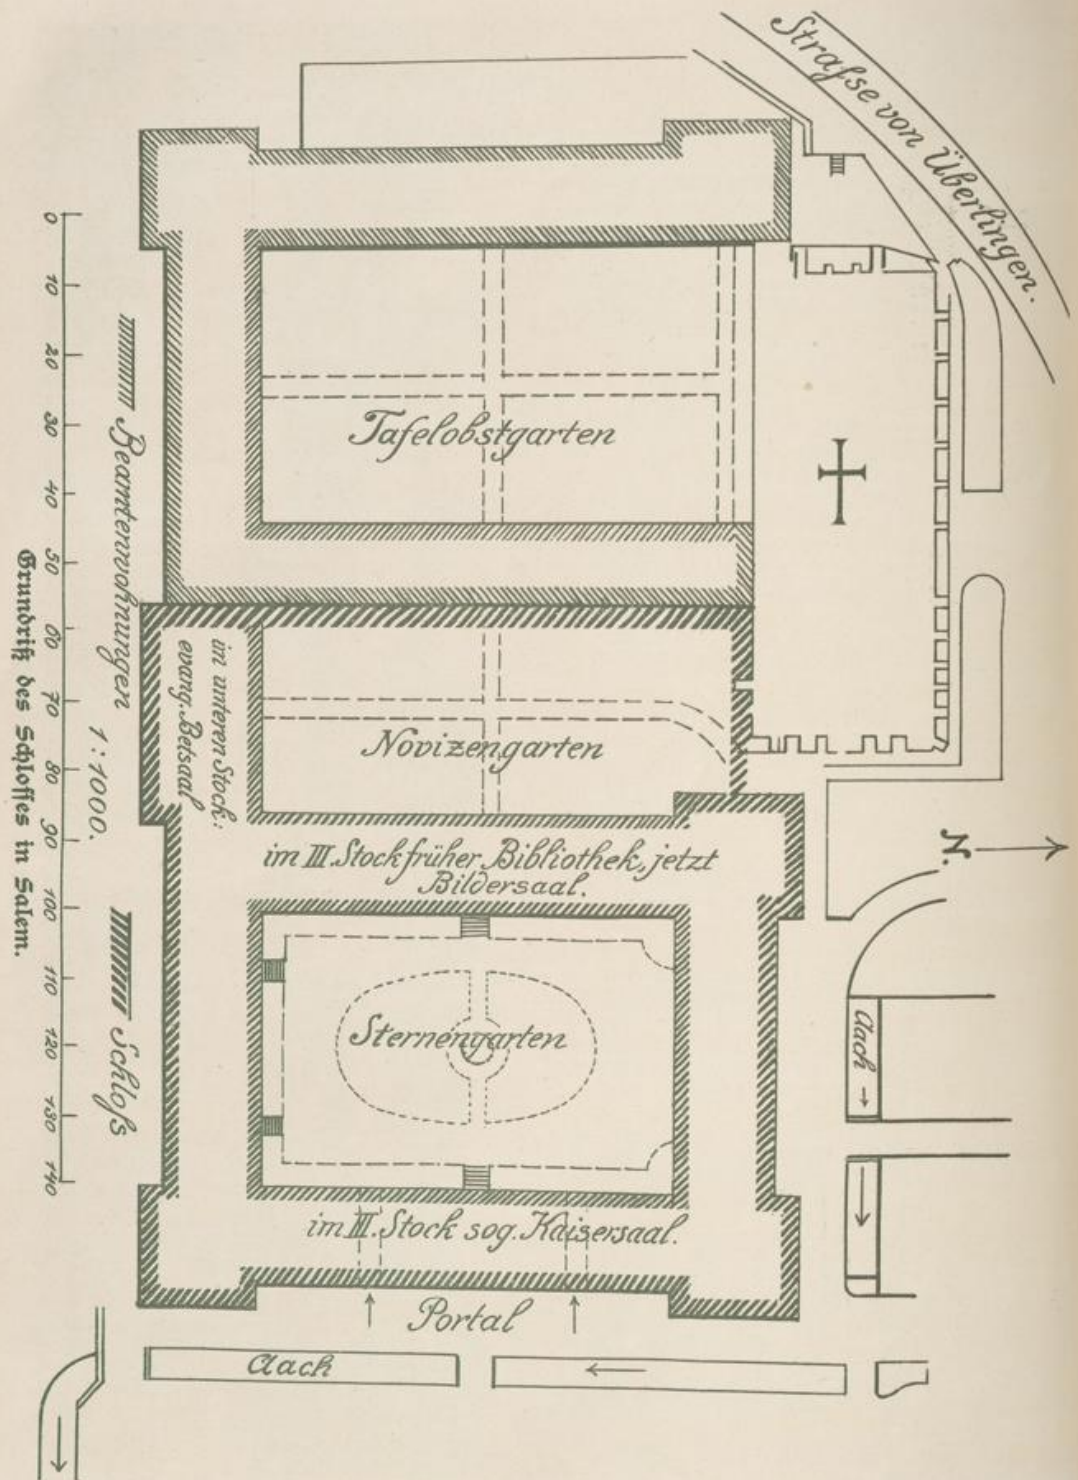 Straſse von Überlingen.
Tafelobstgarten
Novizengarten
in unteren Stock:
evang. Betsaal
im III. Stock früher Bibliothek, jetzt
Bildersaal.
N.
Sternengarten
Aach
im III. Stock sog. Kaisersaal.
Portal
Aach
Beamtenwohnungen
Schloſs
1:1000.
0 10 20 30 40 50 60 70 80 90 100 110 120 130 140
Grundriß des Schloſſes in Salem.